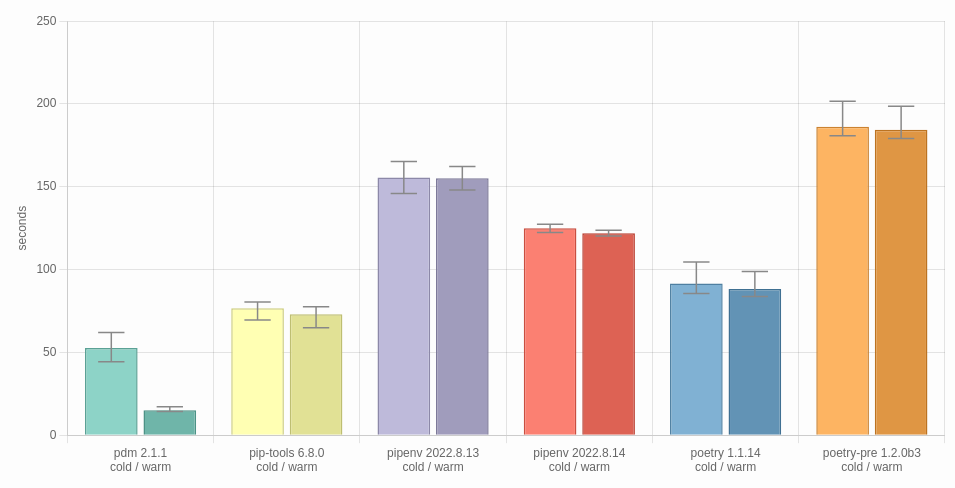 250
200
150
100
50
0
seconds
pdm 2.1.1
cold / warm
pip-tools 6.8.0
cold / warm
pipenv 2022.8.13
cold / warm
pipenv 2022.8.14
cold / warm
poetry 1.1.14
cold / warm
poetry-pre 1.2.0b3
cold / warm